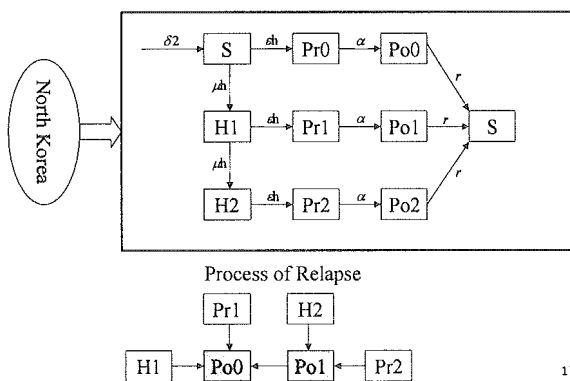 North Korea
δ2 S εh Pr0 α Po0 r
μh
H1 εh Pr1 α Po1 r S
μh
H2 εh Pr2 α Po2 r
Process of Relapse
Pr1 H2
H1 Po0 Po1 Pr2
1